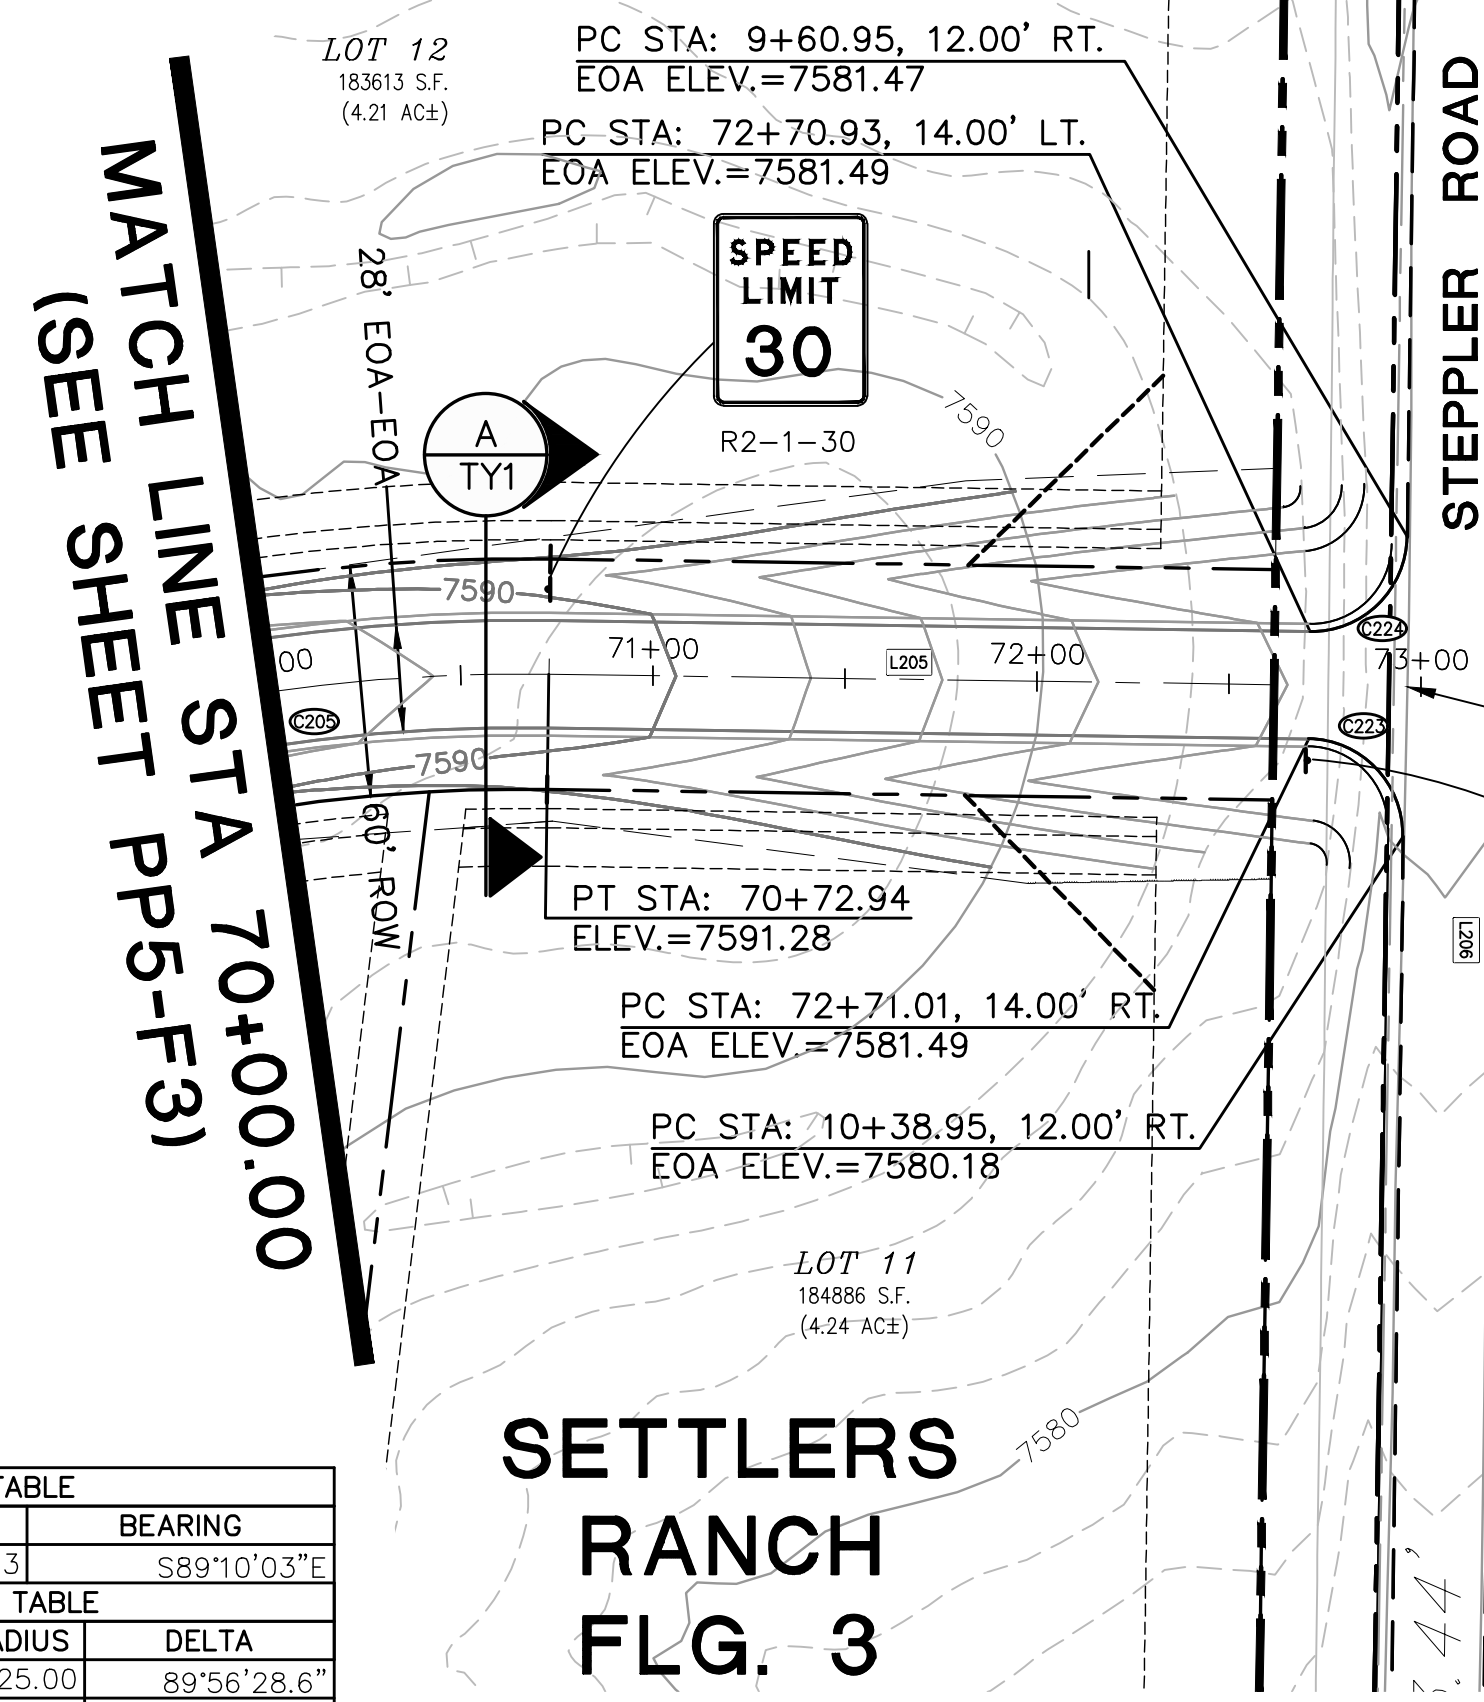 LOT 12
183613 S.F.
(4.21 AC±)
PC STA: 9+60.95, 12.00' RT.
EOA ELEV.=7581.47
PC STA: 72+70.93, 14.00' LT.
EOA ELEV.=7581.49
STEPPLER ROAD
MATCH LINE STA 70+00.00
(SEE SHEET PP5-F3)
28' EOA-EOA
SPEED
LIMIT
30
R2-1-30
7590
A
TY1
7590
00
71+00
L205
72+00
C224
73+00
C205
C223
7590
60' ROW
PT STA: 70+72.94
ELEV.=7591.28
L206
PC STA: 72+71.01, 14.00' RT.
EOA ELEV.=7581.49
PC STA: 10+38.95, 12.00' RT.
EOA ELEV.=7580.18
LOT 11
184886 S.F.
(4.24 AC±)
7580
SETTLERS
RANCH
FLG. 3
TABLE
BEARING
3 S89°10'03"E
TABLE
ADIUS DELTA
25.00 89°56'28.6"
44'